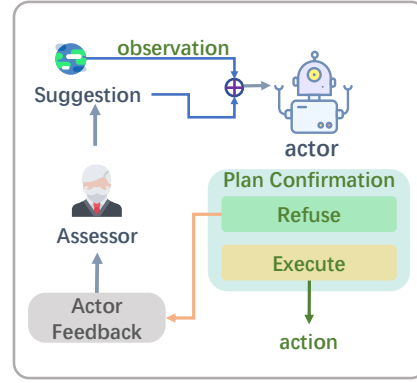 observation
Suggestion
actor
Plan Confirmation
Refuse
Assessor
Execute
Actor
Feedback
action